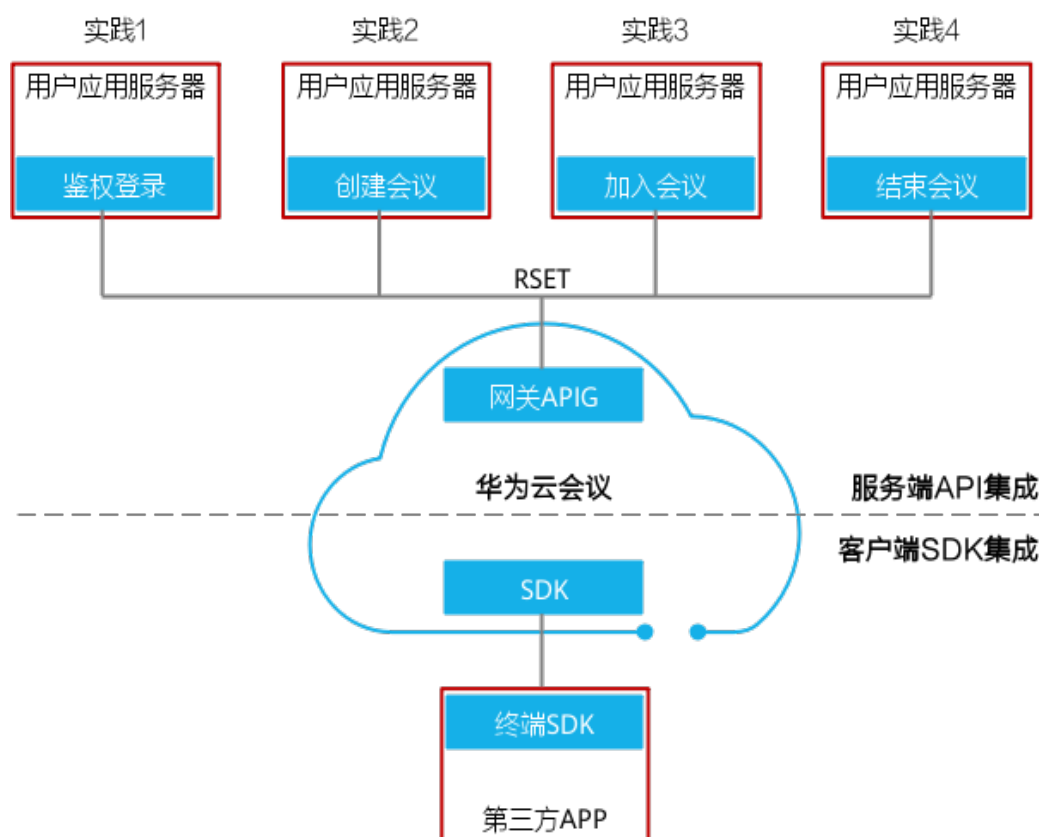 实践1 实践2 实践3 实践4
用户应用服务器 用户应用服务器 用户应用服务器 用户应用服务器
鉴权登录 创建会议 加入会议 结束会议
RSET
网关APIG
华为云会议 服务端API集成
客户端SDK集成
SDK
终端SDK
第三方APP